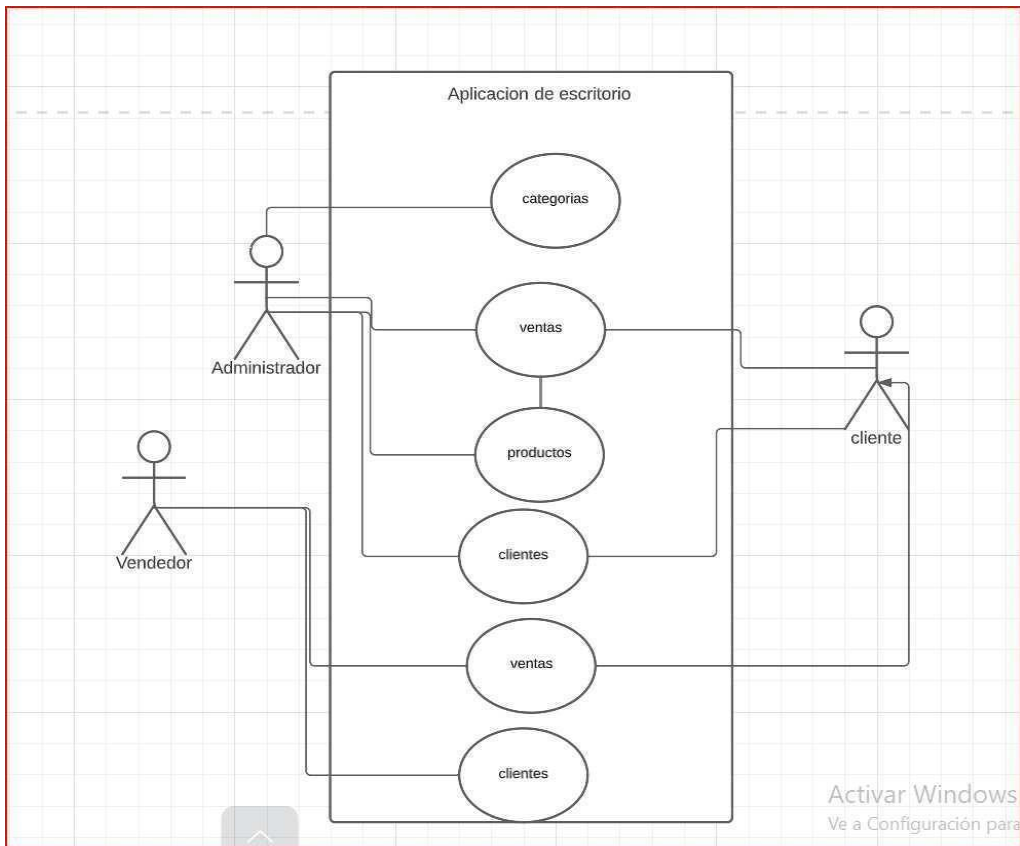 Aplicacion de escritorio
categorias
ventas
Administrador
cliente
productos
clientes
Vendedor
ventas
clientes
Activar Windows
Ve a Configuración para